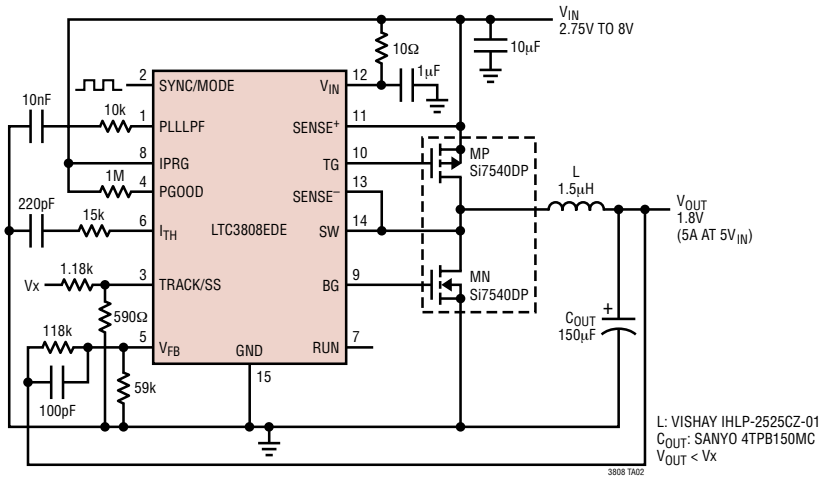 V_IN
2.75V TO 8V
10Ω
10µF
2
SYNC/MODE
V_IN
12
1µF
10nF
10k
1
PLLLPF
SENSE+
11
8
IPRG
TG
10
MP
Si7540DP
1M
4
PGOOD
SENSE–
13
L
1.5µH
V_OUT
1.8V
(5A AT 5V_IN)
220pF
15k
6
I_TH
LTC3808EDE
SW
14
1.18k
Vx
3
TRACK/SS
BG
9
MN
Si7540DP
590Ω
118k
5
V_FB
GND
RUN
7
15
59k
100pF
+
C_OUT
150µF
L: VISHAY IHLP-2525CZ-01
C_OUT: SANYO 4TPB150MC
V_OUT < Vx
3808 TA02